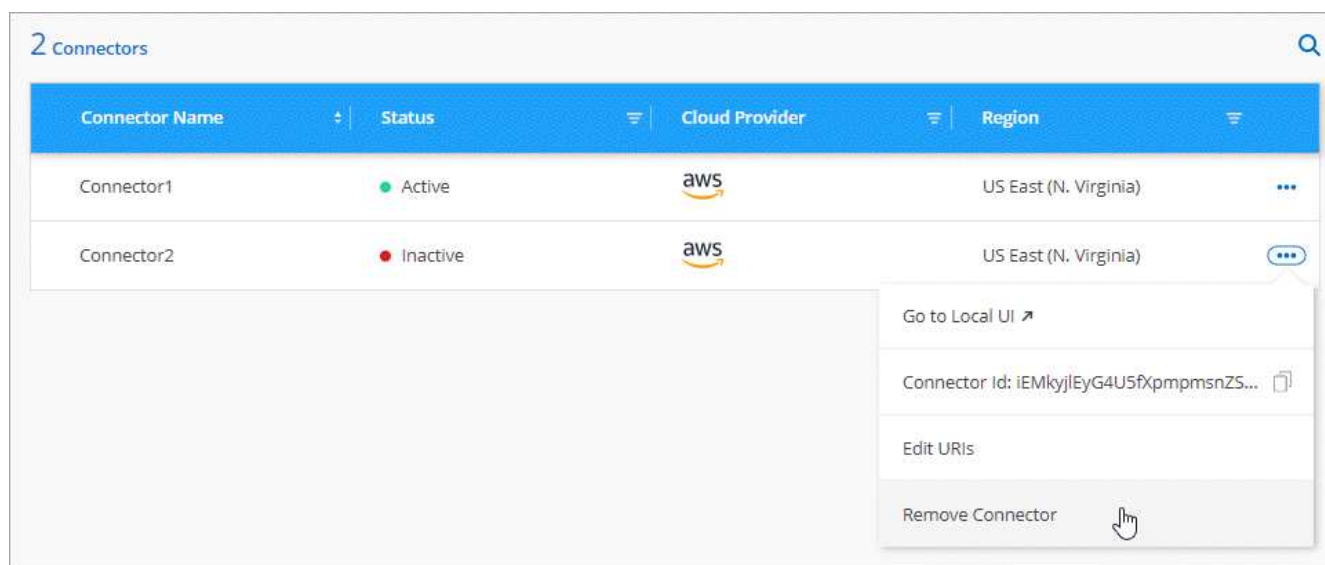 2 Connectors
Connector Name Status Cloud Provider Region
Connector1 Active aws US East (N. Virginia)
Connector2 Inactive aws US East (N. Virginia)
Go to Local UI
Connector Id: iEMkyjlEyG4U5fXpmpmsnZS...
Edit URIs
Remove Connector